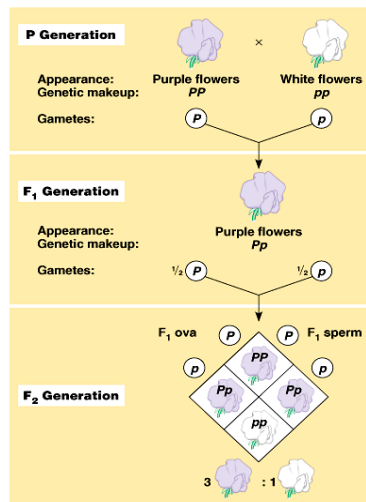 P Generation
×
Appearance: Purple flowers White flowers
Genetic makeup: PP pp
Gametes: P p
F₁ Generation
Appearance: Purple flowers
Genetic makeup: Pp
Gametes: ½ P ½ p
F₁ ova P P F₁ sperm
p PP p
Pp Pp
F₂ Generation
pp
3 : 1